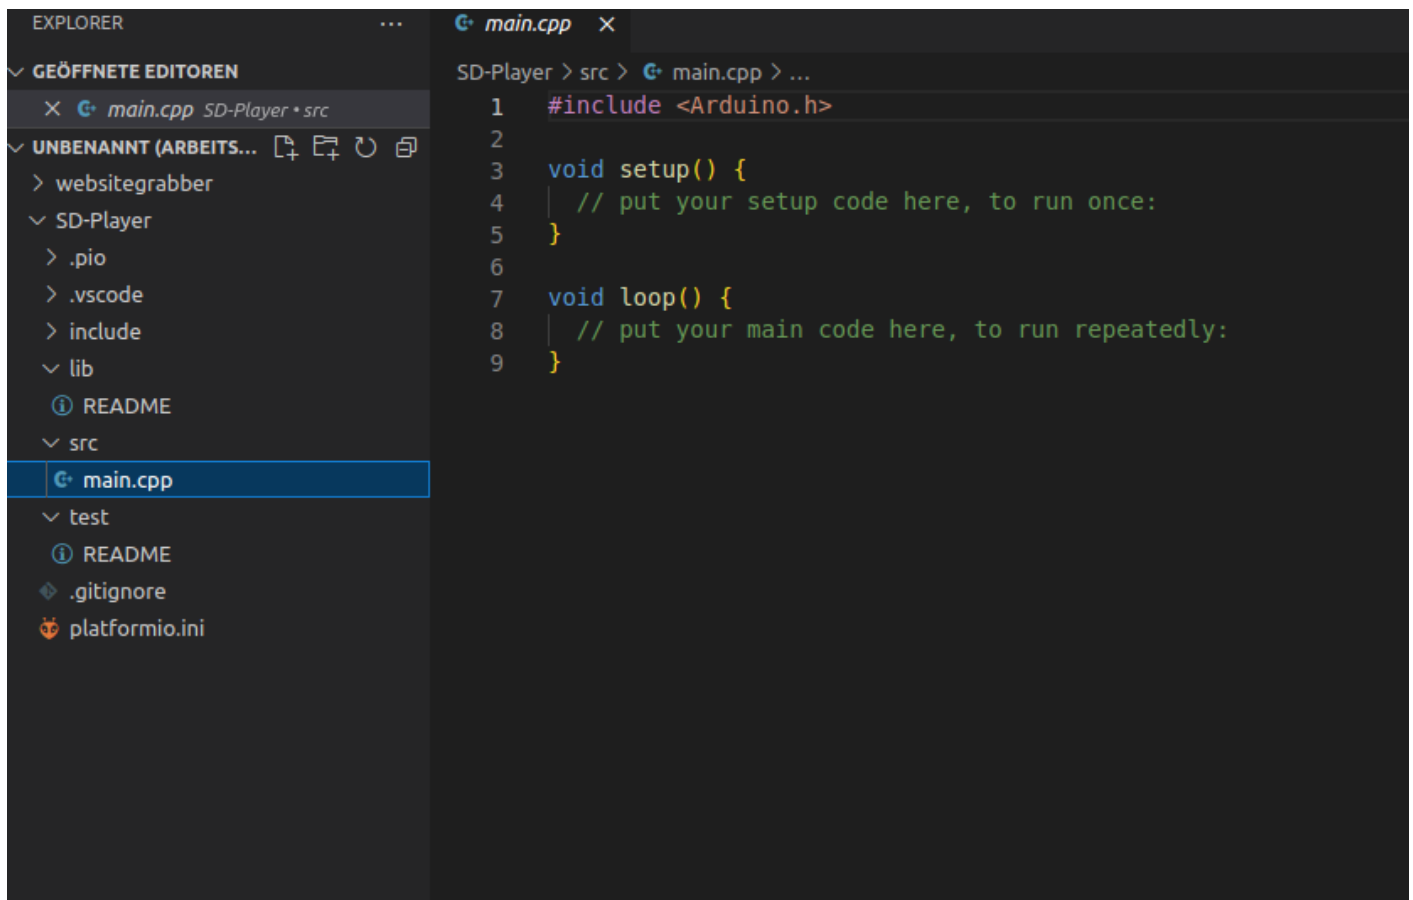 EXPLORER
GEÖFFNETE EDITOREN
main.cpp SD-Player • src
UNBENANNT (ARBEITS...
websitegrabber
SD-Player
.pio
.vscode
include
lib
README
src
main.cpp
test
README
.gitignore
platformio.ini
main.cpp
SD-Player > src > main.cpp > ...
1 #include <Arduino.h>
2
3 void setup() {
4 // put your setup code here, to run once:
5 }
6
7 void loop() {
8 // put your main code here, to run repeatedly:
9 }